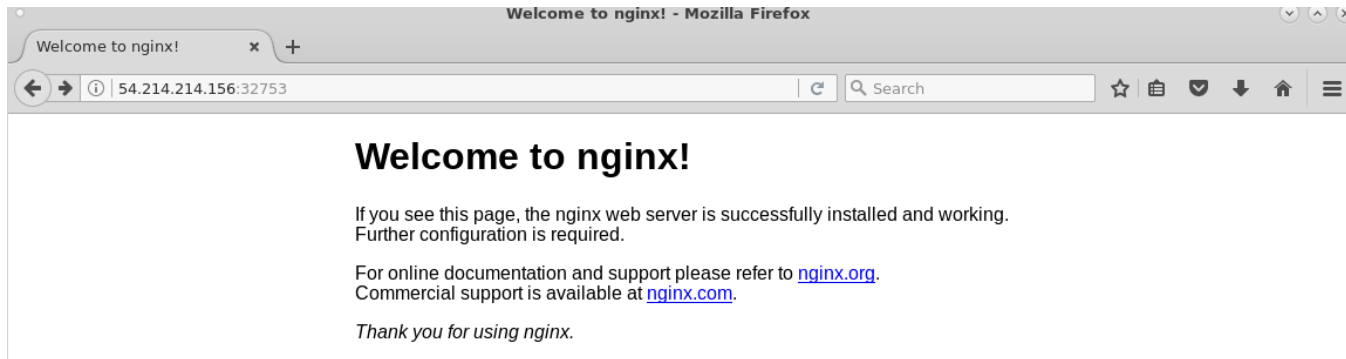 Welcome to nginx! - Mozilla Firefox
Welcome to nginx!
54.214.214.156:32753
Search
Welcome to nginx!
If you see this page, the nginx web server is successfully installed and working.
Further configuration is required.
For online documentation and support please refer to nginx.org.
Commercial support is available at nginx.com.
Thank you for using nginx.